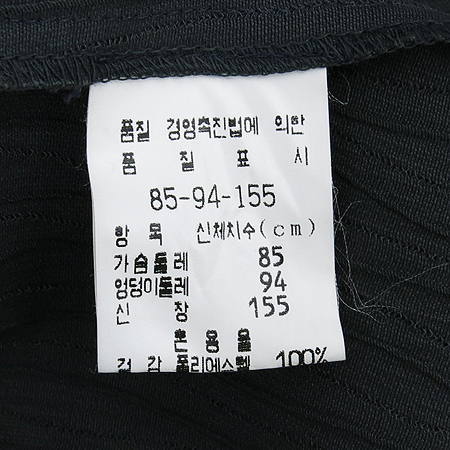 품질 경영촉진법에 의한
품 질 표 시
85-94-155
항 목 신체치수(cm)
가슴둘레 85
엉덩이둘레 94
신 장 155
혼 용 율
겉 감 폴리에스텔 100%